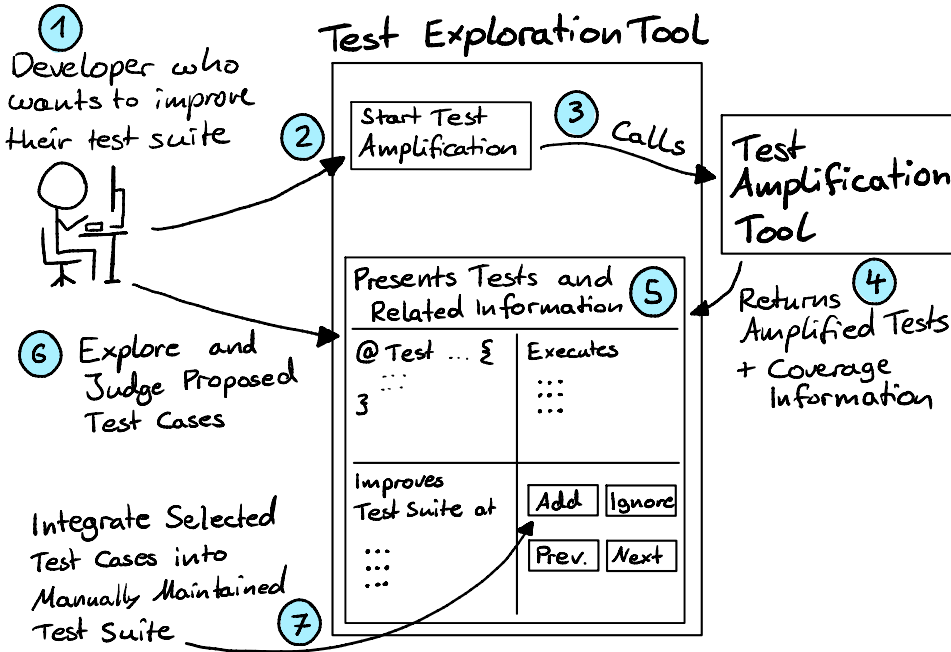 Test Exploration Tool
1
Developer who
wants to improve
their test suite
2
Start Test
Amplification
3
Calls
Test
Amplification
Tool
4
Returns
Amplified Tests
+ Coverage
Information
5
Presents Tests and
Related Information
@ Test ... {
...
...
}
Executes
...
...
...
Improves
Test Suite at
...
...
...
Add
Ignore
Prev.
Next
6
Explore and
Judge Proposed
Test Cases
7
Integrate Selected
Test Cases into
Manually Maintained
Test Suite